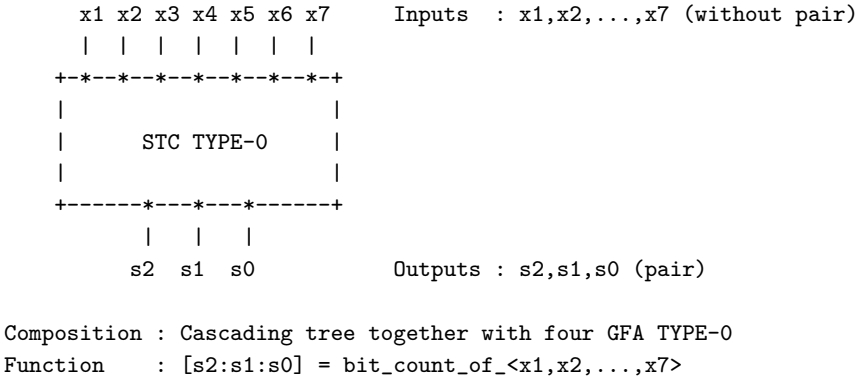 x1 x2 x3 x4 x5 x6 x7 Inputs : x1,x2,...,x7 (without pair)
| | | | | | |
+-*--*--*--*--*--*--*-+
| |
| STC TYPE-0 |
| |
+------*---*---*------+
| | |
s2 s1 s0 Outputs : s2,s1,s0 (pair)
Composition : Cascading tree together with four GFA TYPE-0
Function : [s2:s1:s0] = bit_count_of_<x1,x2,...,x7>